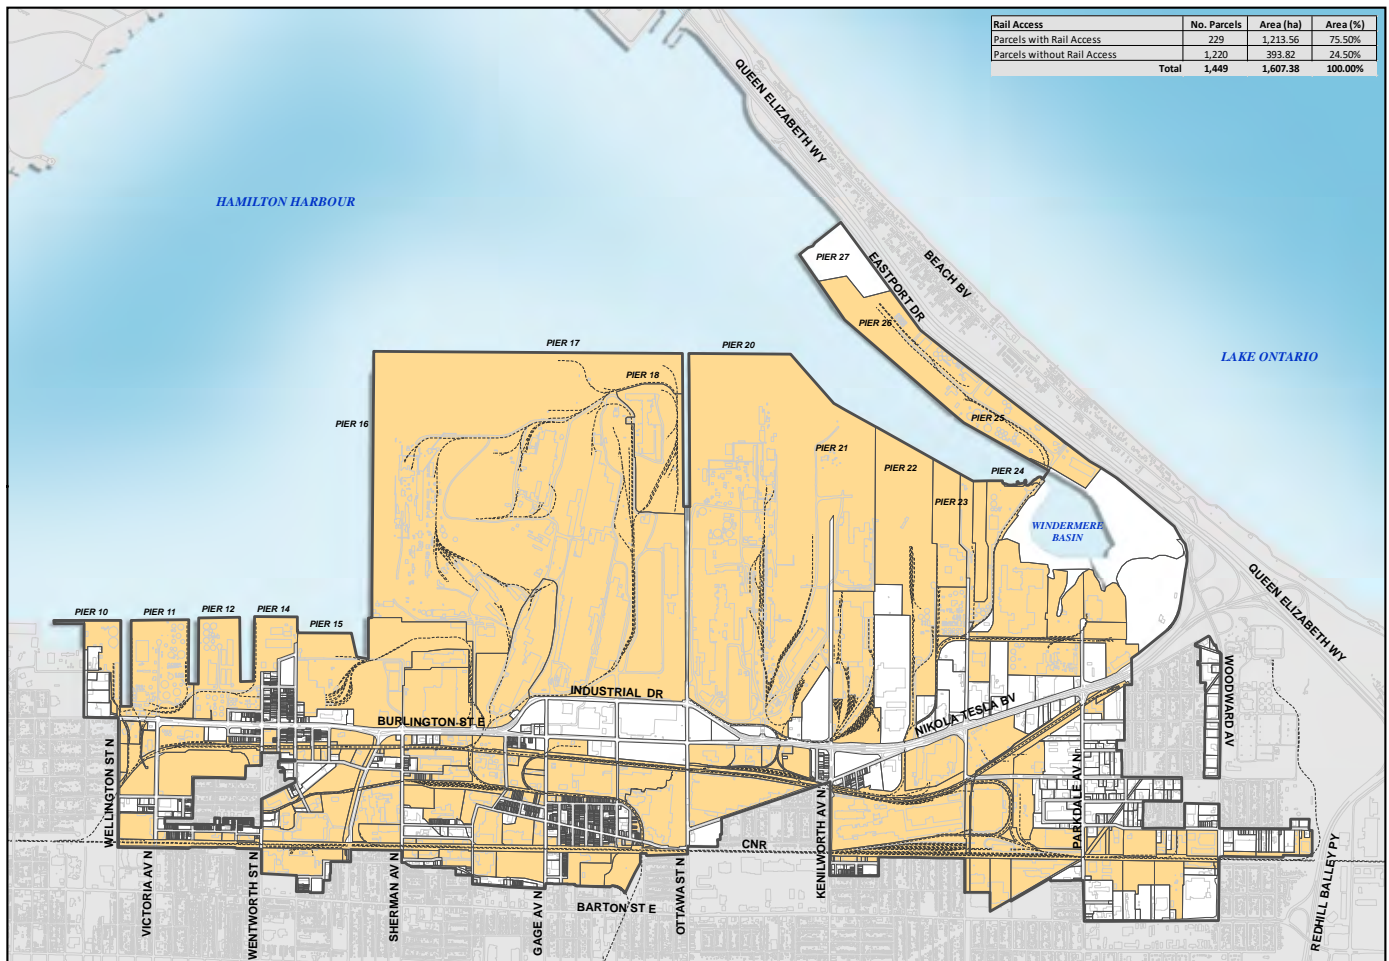 Rail Access No. Parcels Area (ha) Area (%)
Parcels with Rail Access 229 1,213.56 75.50%
Parcels without Rail Access 1,220 393.82 24.50%
Total 1,449 1,607.38 100.00%
QUEEN ELIZABETH WY
HAMILTON HARBOUR
PIER 27
EASTPORT DR
BEACH BV
PIER 26
PIER 17
PIER 20
LAKE ONTARIO
PIER 18
PIER 16
PIER 25
PIER 21
PIER 22
PIER 24
PIER 23
WINDERMERE
BASIN
QUEEN ELIZABETH WY
PIER 10
PIER 11
PIER 12
PIER 14
PIER 15
WOODWARD AV
INDUSTRIAL DR
BURLINGTON ST E
NIKOLA TESLA BV
WELLINGTON ST N
PARKDALE AV N
CNR
KENILWORTH AV N
VICTORIA AV N
WENTWORTH ST N
SHERMAN AV N
GAGE AV N
BARTON ST E
OTTAWA ST N
REDHILL BALLEY PY